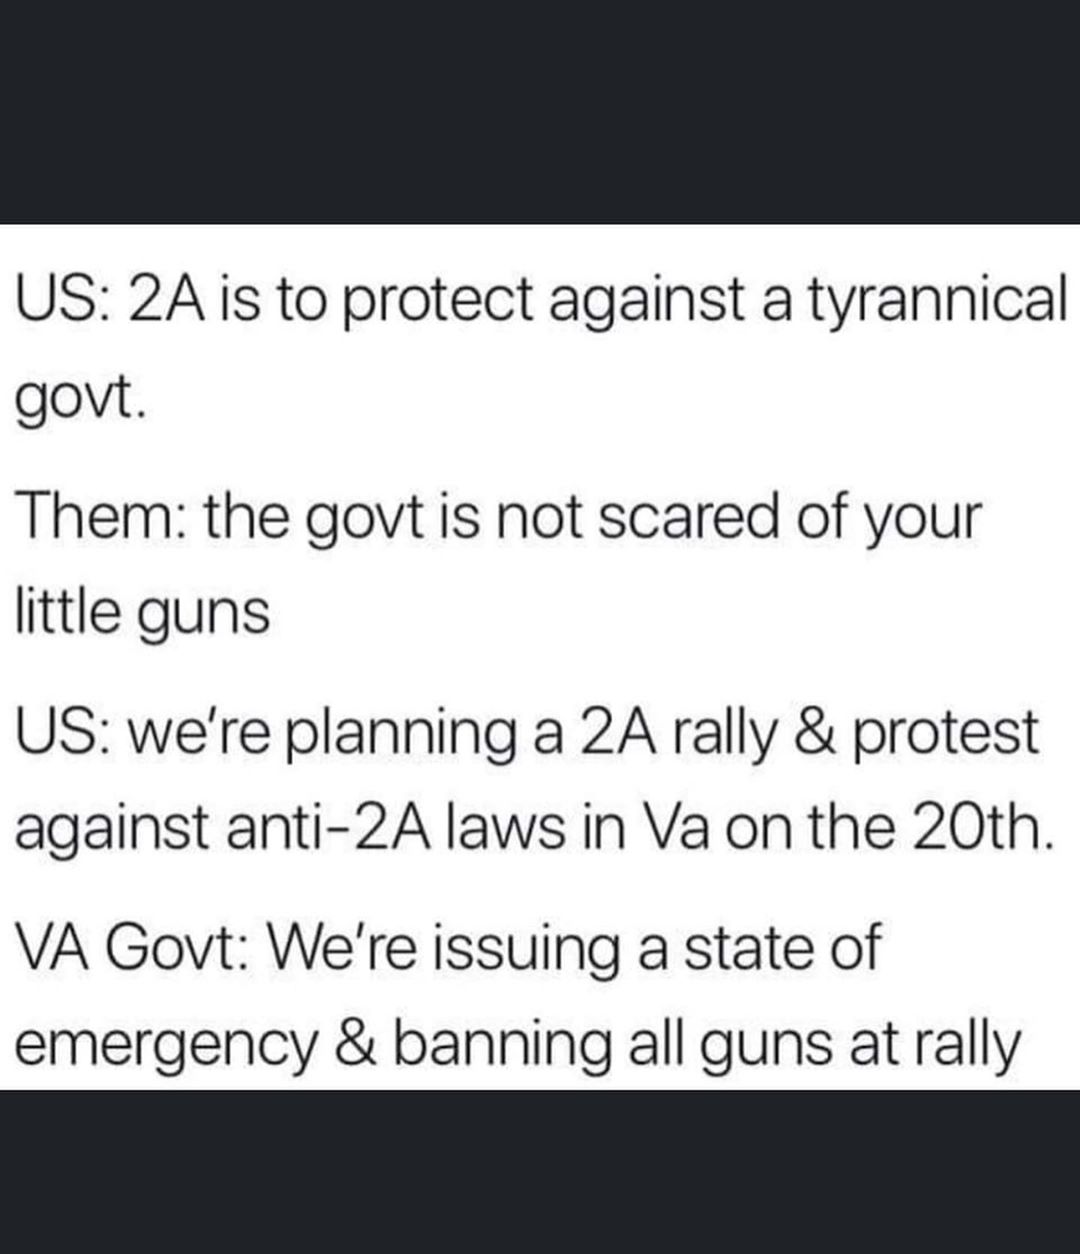 US: 2A is to protect against a tyrannical
govt.
Them: the govt is not scared of your
little guns
US: we're planning a 2A rally & protest
against anti-2A laws in Va on the 20th.
VA Govt: We're issuing a state of
emergency & banning all guns at rally